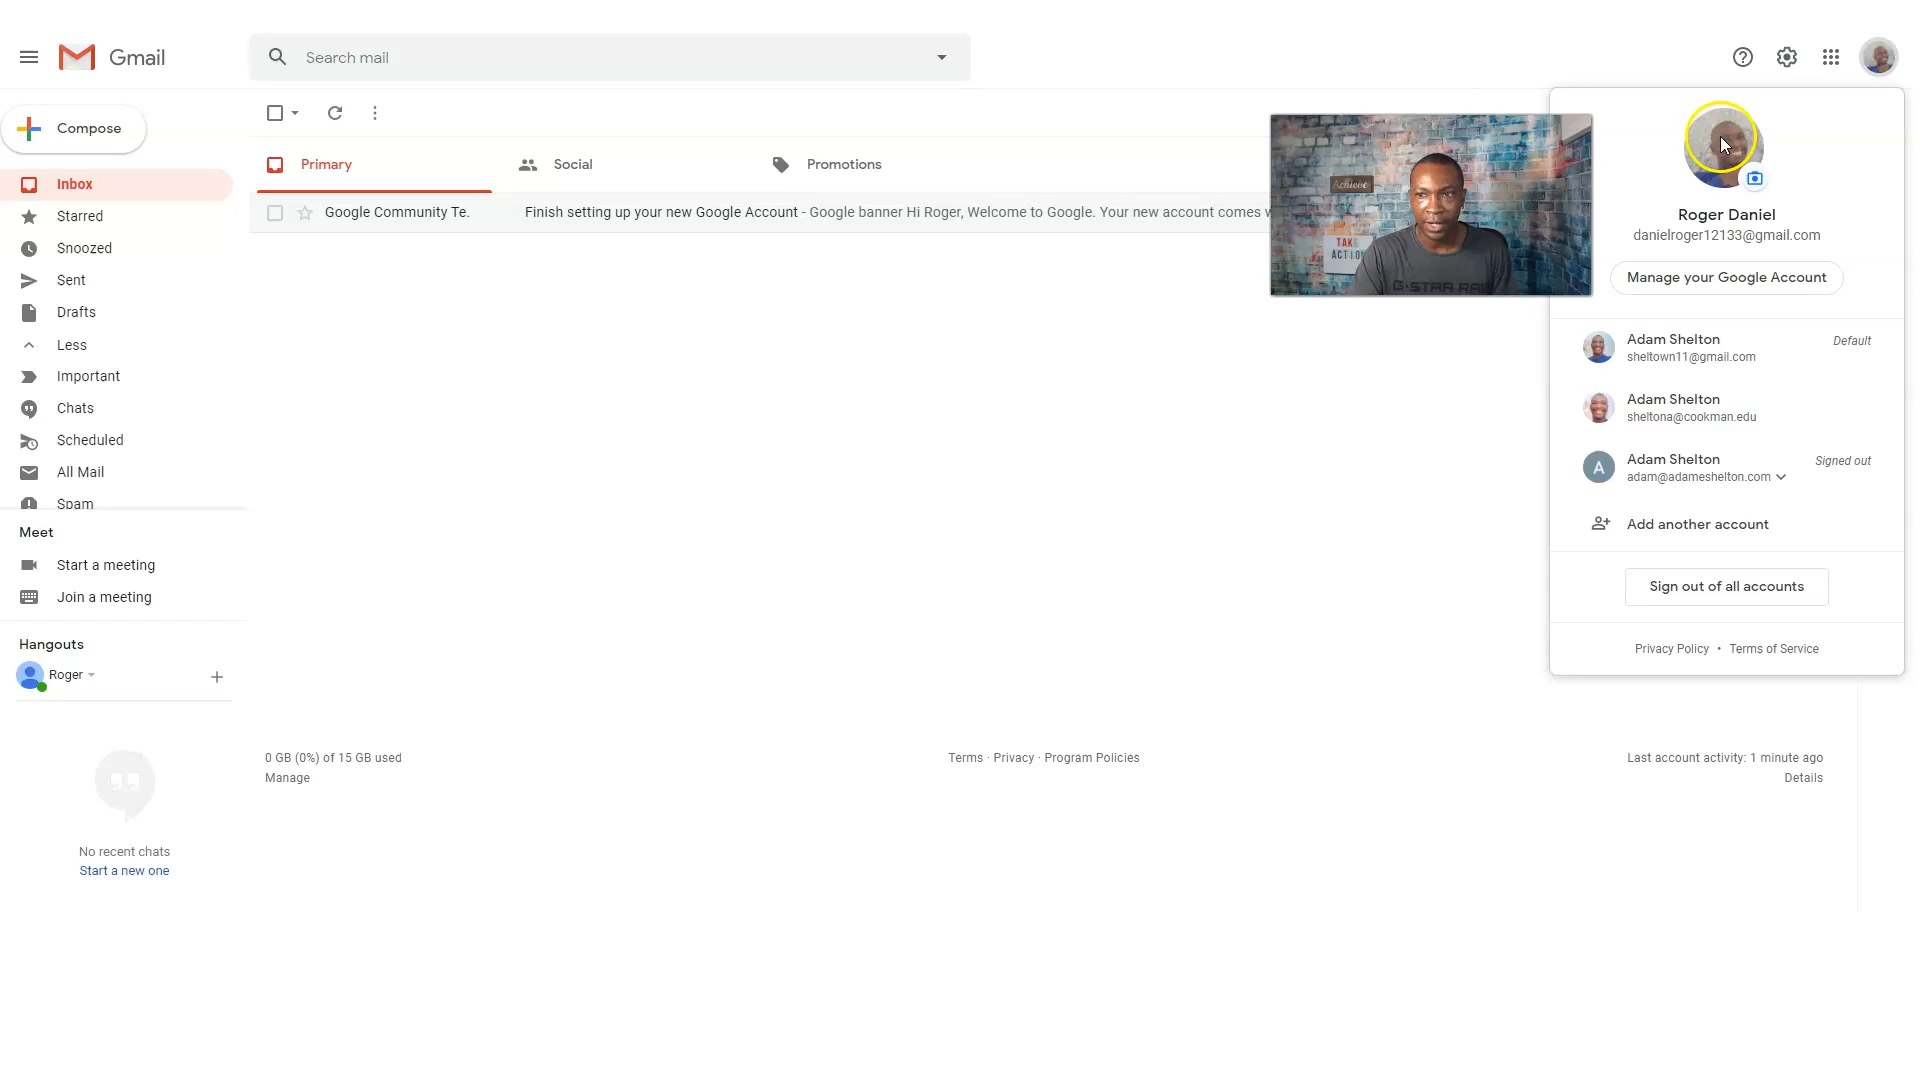 Gmail
Search mail
Compose
Primary
Social
Promotions
Inbox
Google Community Te.
Finish setting up your new Google Account - Google banner Hi Roger, Welcome to Google. Your new account comes
Starred
Snoozed
Sent
Drafts
Less
Important
Chats
Scheduled
All Mail
Spam
Meet
Start a meeting
Join a meeting
Hangouts
Roger
No recent chats
Start a new one
0 GB (0%) of 15 GB used
Manage
Terms · Privacy · Program Policies
Last account activity: 1 minute ago
Details
Achieve
TAKE
ACTION
G-STAR RAW
Roger Daniel
danielroger12133@gmail.com
Manage your Google Account
Adam Shelton
Default
sheltown11@gmail.com
Adam Shelton
sheltona@cookman.edu
A
Adam Shelton
Signed out
adam@adameshelton.com
Add another account
Sign out of all accounts
Privacy Policy • Terms of Service